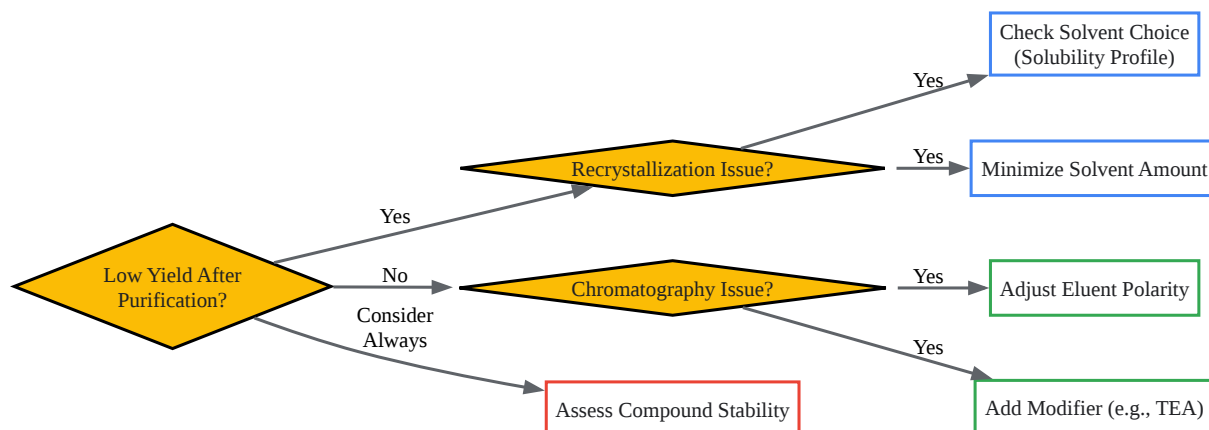 Check Solvent Choice
(Solubility Profile)
Yes
Recrystallization Issue?
Yes
Minimize Solvent Amount
Yes
Low Yield After
Purification?
No
Chromatography Issue?
Yes
Adjust Eluent Polarity
Consider
Always
Yes
Assess Compound Stability
Add Modifier (e.g., TEA)